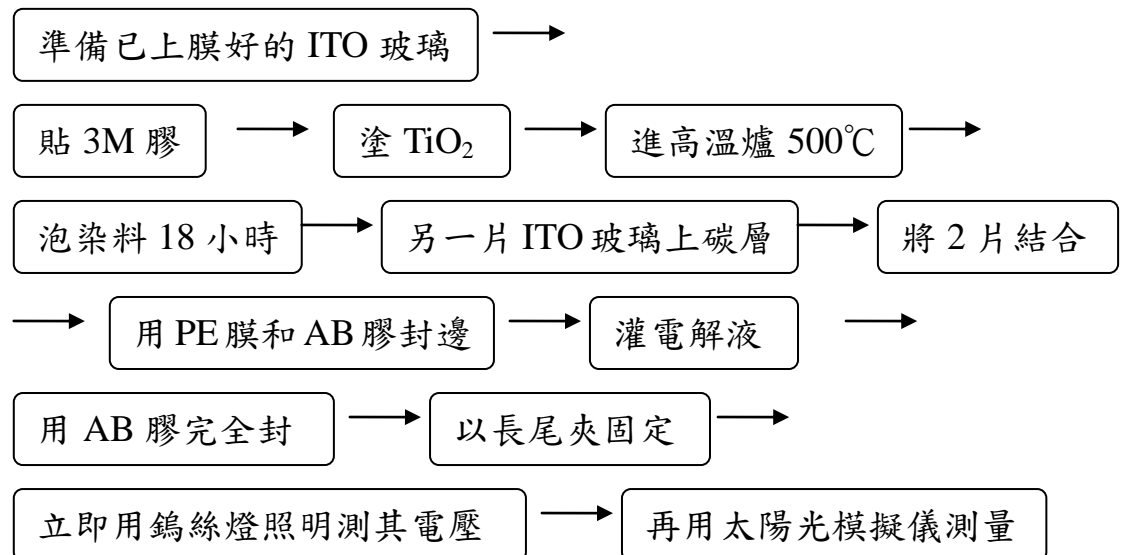 準備已上膜好的 ITO 玻璃
貼 3M 膠 塗 TiO₂ 進高溫爐 500℃
泡染料 18 小時 另一片 ITO 玻璃上碳層 將 2 片結合
用 PE 膜和 AB 膠封邊 灌電解液
用 AB 膠完全封 以長尾夾固定
立即用鎢絲燈照明測其電壓 再用太陽光模擬儀測量